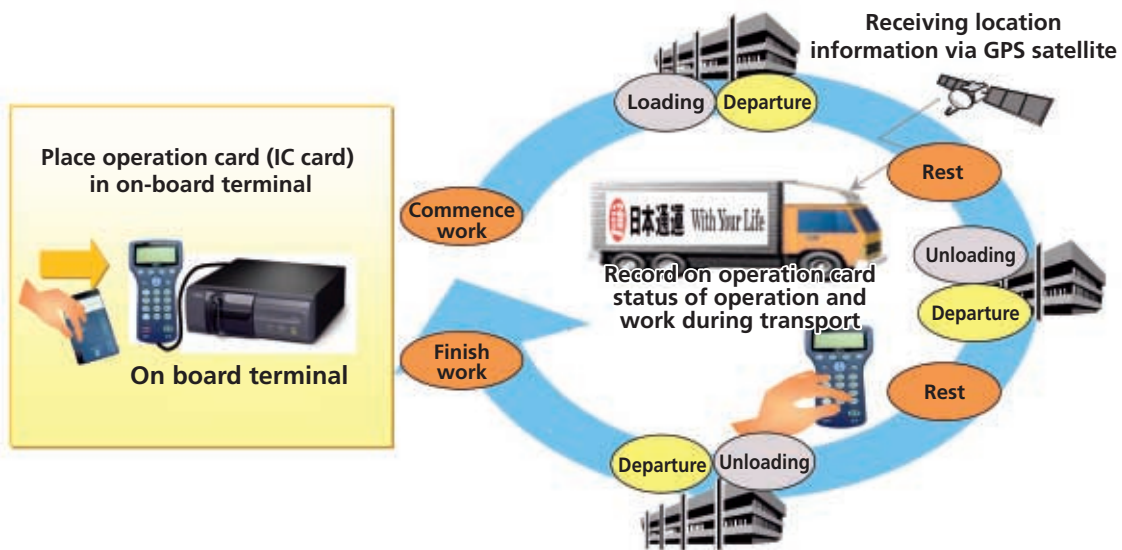 Receiving location
information via GPS satellite
Place operation card (IC card)
in on-board terminal
On board terminal
Commence
work
Loading
Departure
Rest
Unloading
Departure
Rest
Unloading
Departure
Finish
work
日本通運 With Your Life
Record on operation card
status of operation and
work during transport